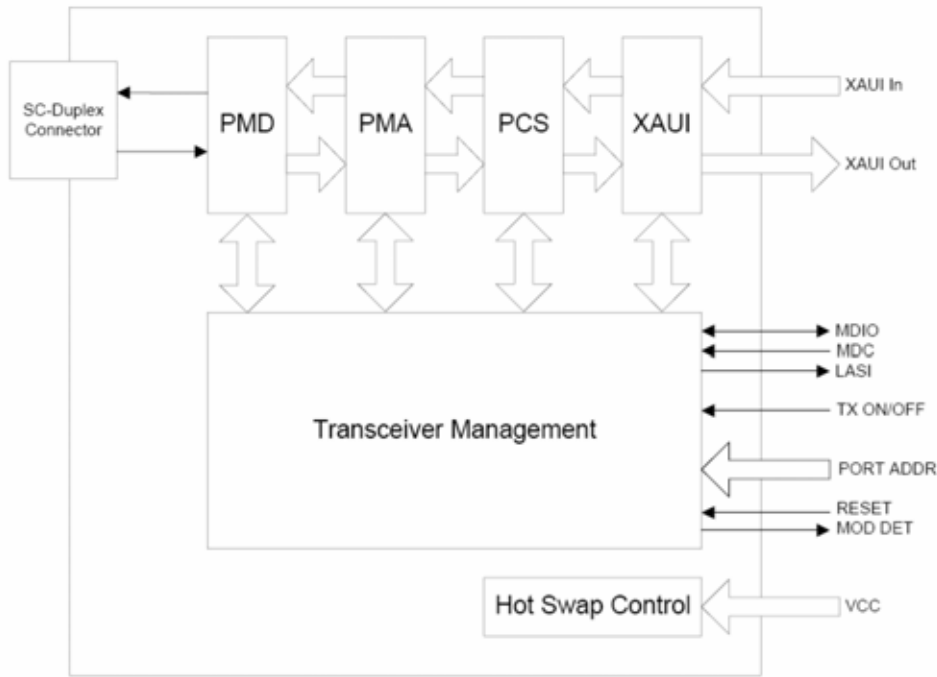 SC-Duplex
Connector
PMD
PMA
PCS
XAUI
XAUI In
XAUI Out
Transceiver Management
MDIO
MDC
LASI
TX ON/OFF
PORT ADDR
RESET
MOD DET
Hot Swap Control
VCC